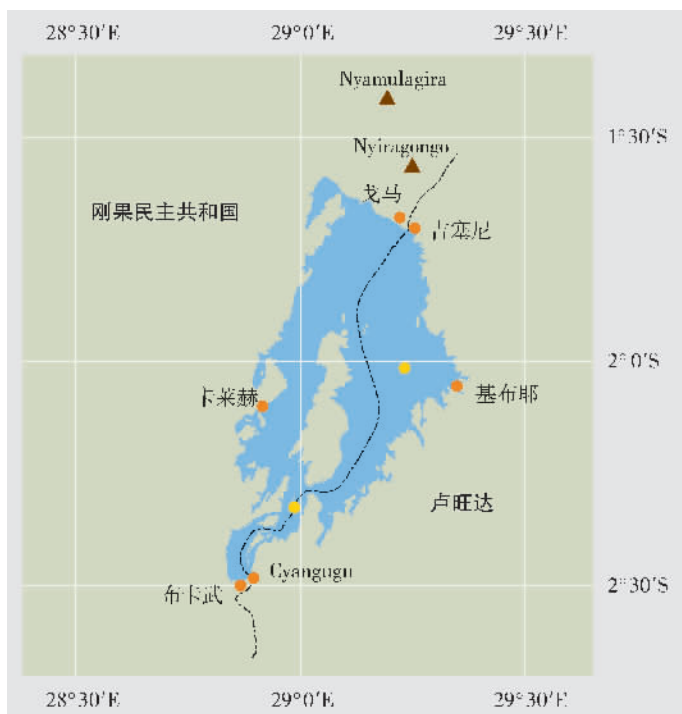 28°30′E
29°0′E
29°30′E
Nyamulagira
1°30′S
Nyiragongo
戈马
刚果民主共和国
吉塞尼
2°0′S
卡莱赫
基布耶
卢旺达
Cyangugu
2°30′S
布卡武
28°30′E
29°0′E
29°30′E